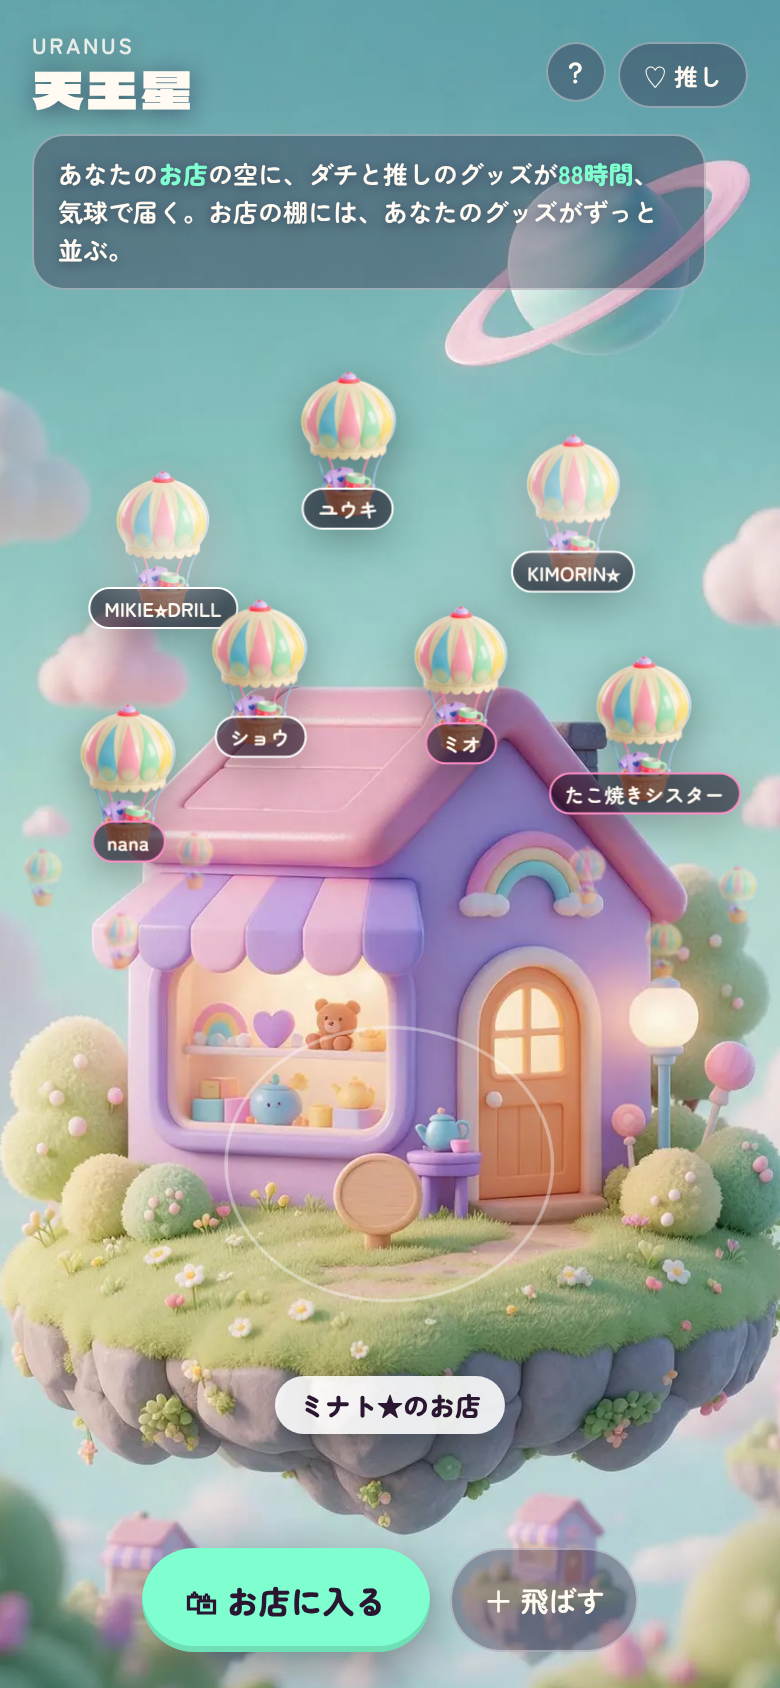 URANUS
天王星
?
♡ 推し
あなたのお店の空に、ダチと推しのグッズが88時間、
気球で届く。お店の棚には、あなたのグッズがずっと
並ぶ。
ユウキ
KIMORIN★
MIKIE★DRILL
ショウ
ミオ
たこ焼きシスター
nana
ミナト★のお店
🛍 お店に入る
＋ 飛ばす